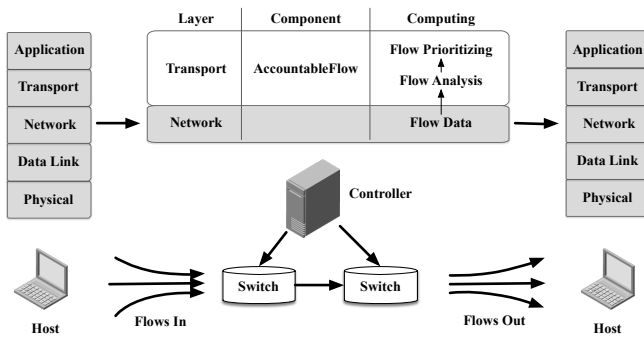 Layer Component Computing
Application
Transport
Network
Data Link
Physical
Transport AccountableFlow Flow Prioritizing
Flow Analysis
Network Flow Data
Application
Transport
Network
Data Link
Physical
Controller
Switch
Switch
Host
Flows In
Flows Out
Host